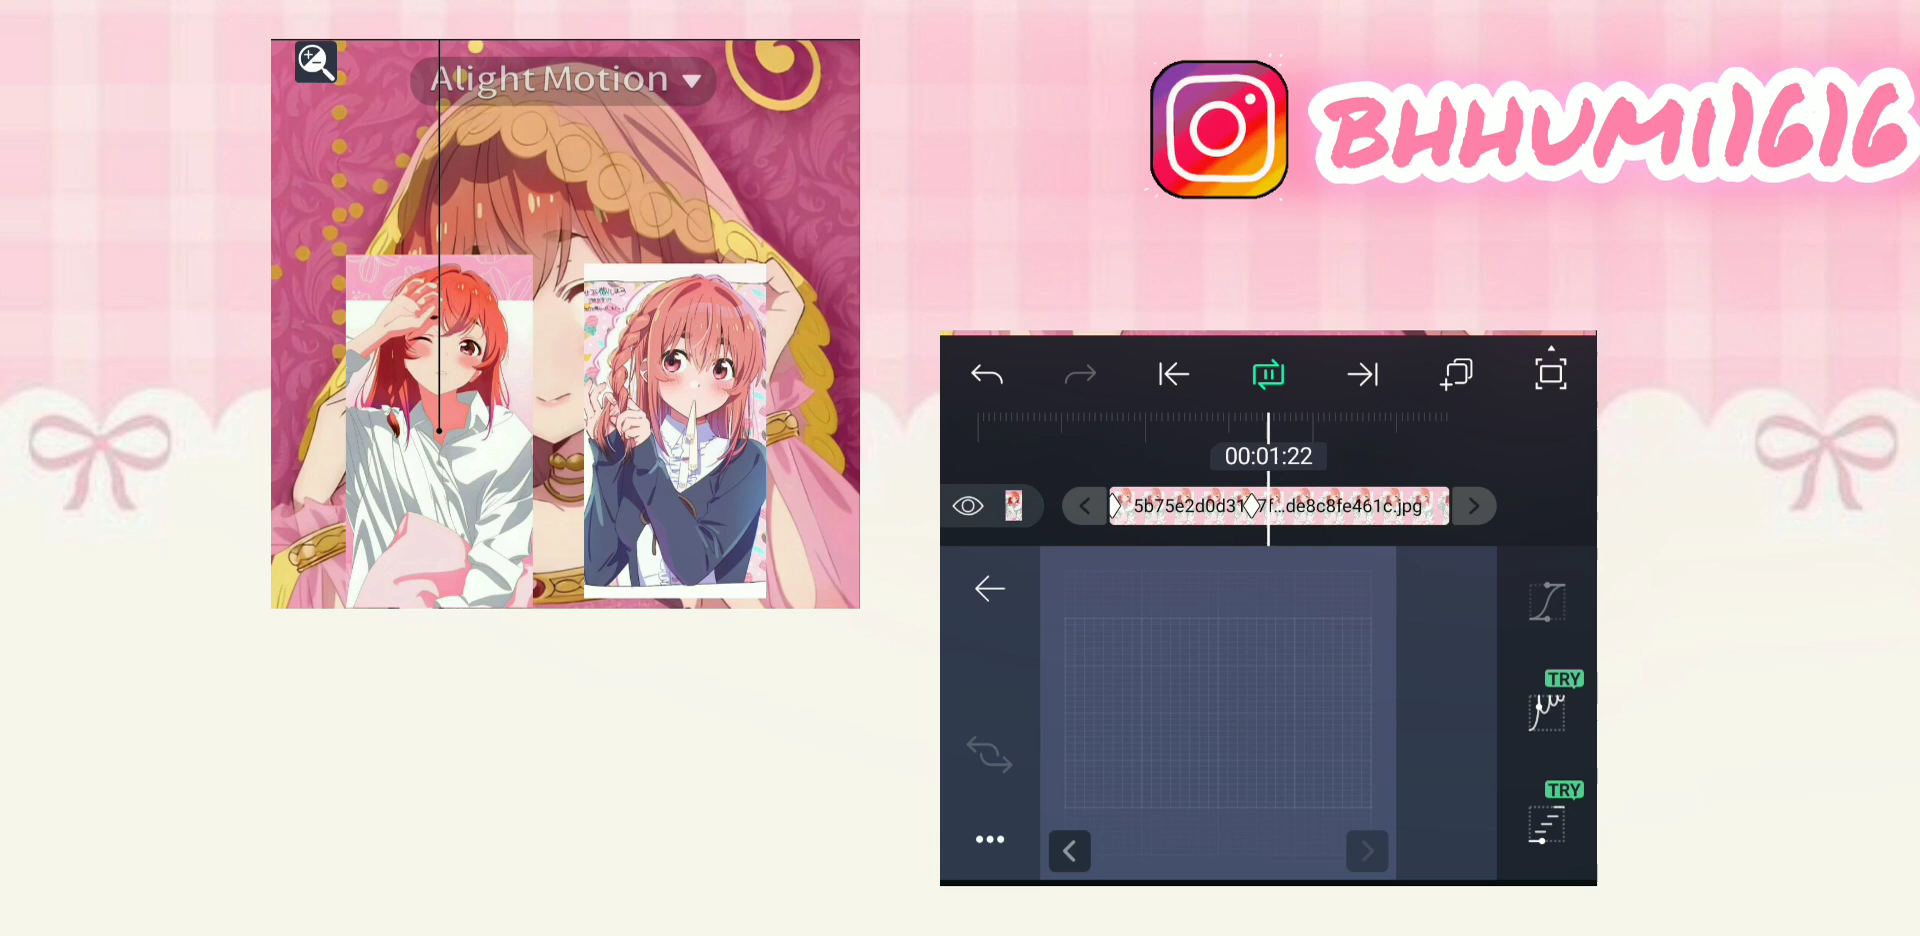 Alight Motion
BHHUMI1616
00:01:22
5b75e2d0d31
7f...de8c8fe461c.jpg
TRY
TRY